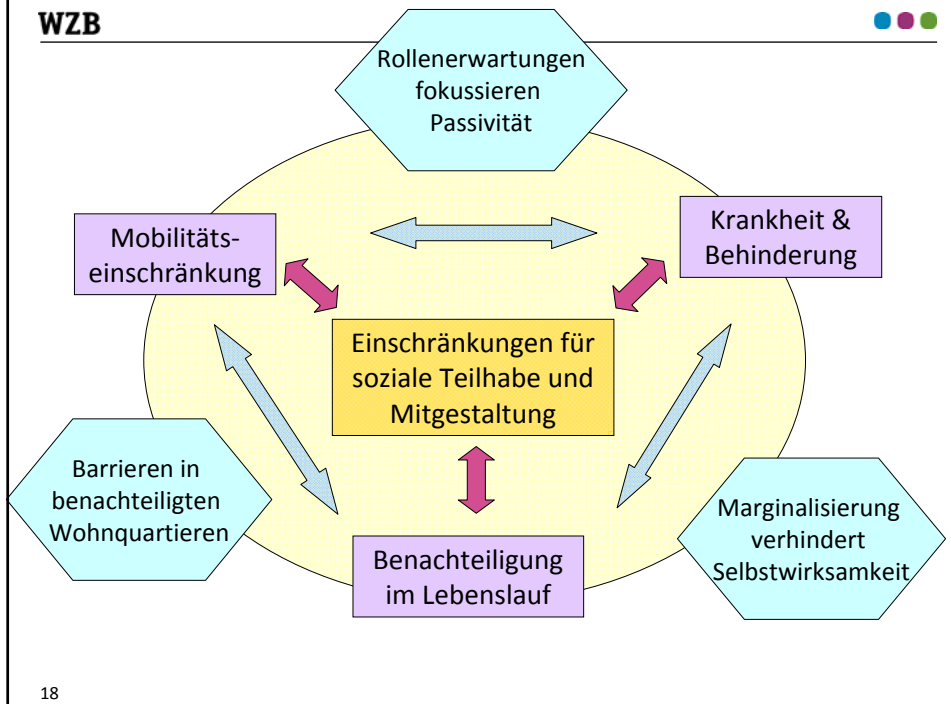 WZB
Rollenerwartungen
fokussieren
Passivität
Mobilitäts-
einschränkung
Krankheit &
Behinderung
Einschränkungen für
soziale Teilhabe und
Mitgestaltung
Barrieren in
benachteiligten
Wohnquartieren
Marginalisierung
verhindert
Selbstwirksamkeit
Benachteiligung
im Lebenslauf
18